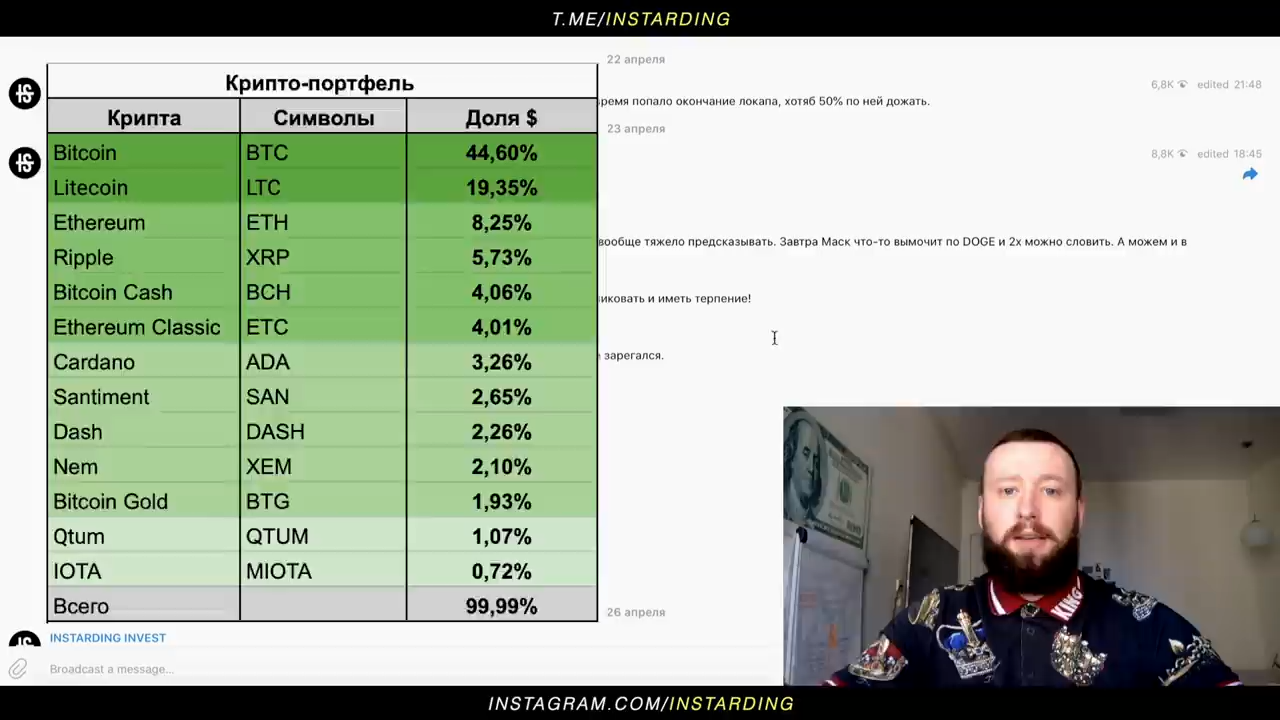 T.ME/INSTARDING
22 апреля
6,8K edited 21:48
время попало окончание локапа, хотяб 50% по ней дожать.
23 апреля
8,8K edited 18:45
вообще тяжело предсказывать. Завтра Маск что-то вымочит по DOGE и 2х можно словить. А можем и в
иковать и иметь терпение!
зарегался.
26 апреля
Крипто-портфель
Крипта Символы Доля $
Bitcoin BTC 44,60%
Litecoin LTC 19,35%
Ethereum ETH 8,25%
Ripple XRP 5,73%
Bitcoin Cash BCH 4,06%
Ethereum Classic ETC 4,01%
Cardano ADA 3,26%
Santiment SAN 2,65%
Dash DASH 2,26%
Nem XEM 2,10%
Bitcoin Gold BTG 1,93%
Qtum QTUM 1,07%
IOTA MIOTA 0,72%
Всего 99,99%
INSTARDING INVEST
Broadcast a message...
KING
INSTAGRAM.COM/INSTARDING